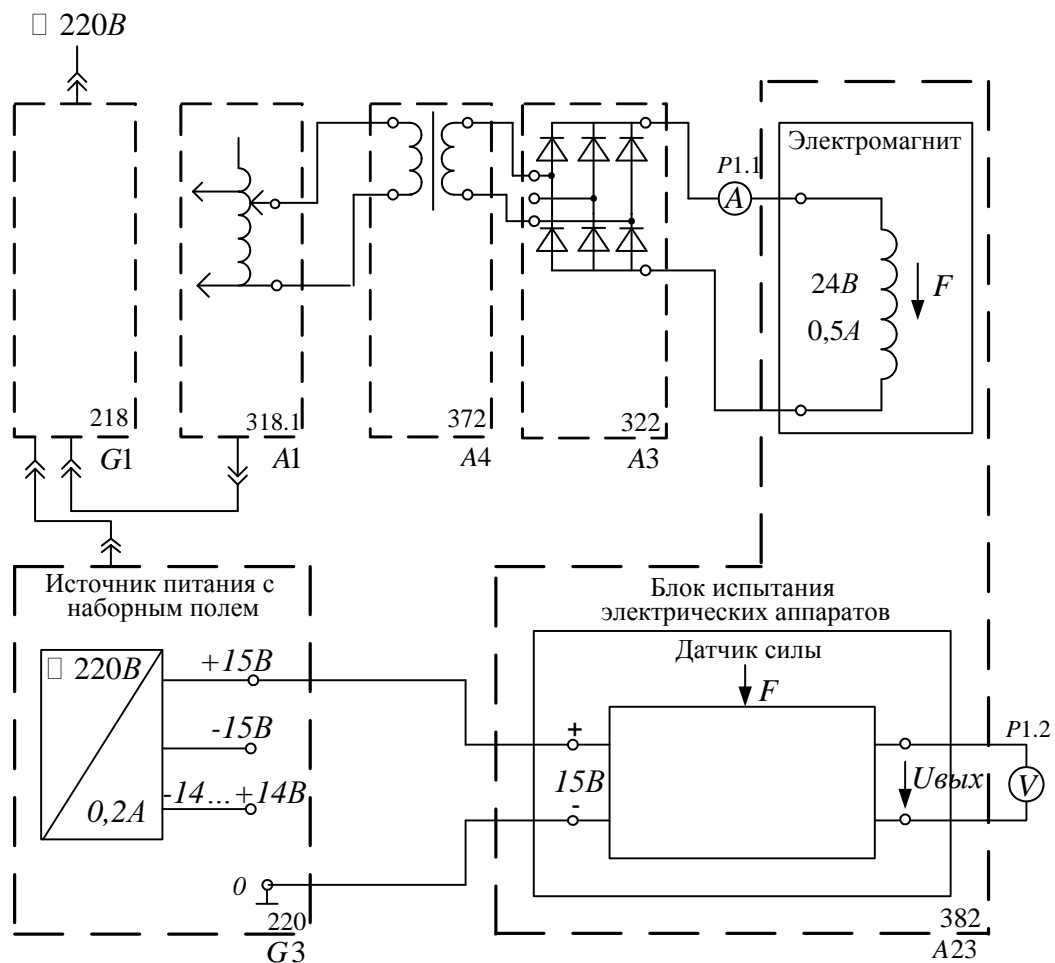 220В
Электромагнит
P1.1
A
24В
0,5А
F
218
G1
318.1
A1
372
A4
322
A3
Источник питания с
наборным полем
220В
0,2А
+15В
-15В
-14...+14В
0
220
G3
Блок испытания
электрических аппаратов
Датчик силы
F
+
15В
-
Uвых
P1.2
V
382
A23